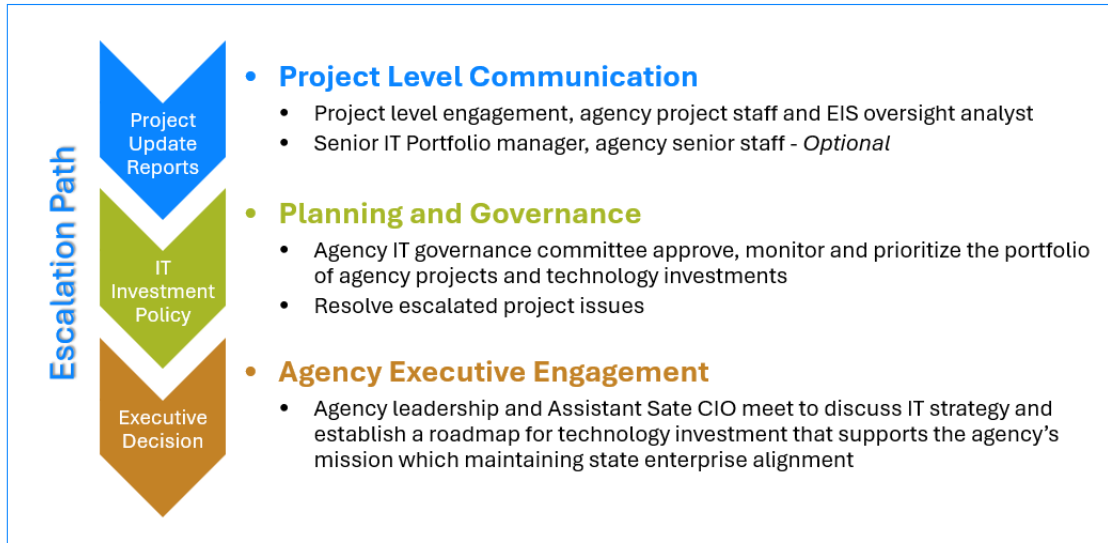 Escalation Path
Project
Update
Reports
• Project Level Communication
• Project level engagement, agency project staff and EIS oversight analyst
• Senior IT Portfolio manager, agency senior staff - Optional
IT
Investment
Policy
• Planning and Governance
• Agency IT governance committee approve, monitor and prioritize the portfolio
of agency projects and technology investments
• Resolve escalated project issues
Executive
Decision
• Agency Executive Engagement
• Agency leadership and Assistant Sate CIO meet to discuss IT strategy and
establish a roadmap for technology investment that supports the agency’s
mission which maintaining state enterprise alignment